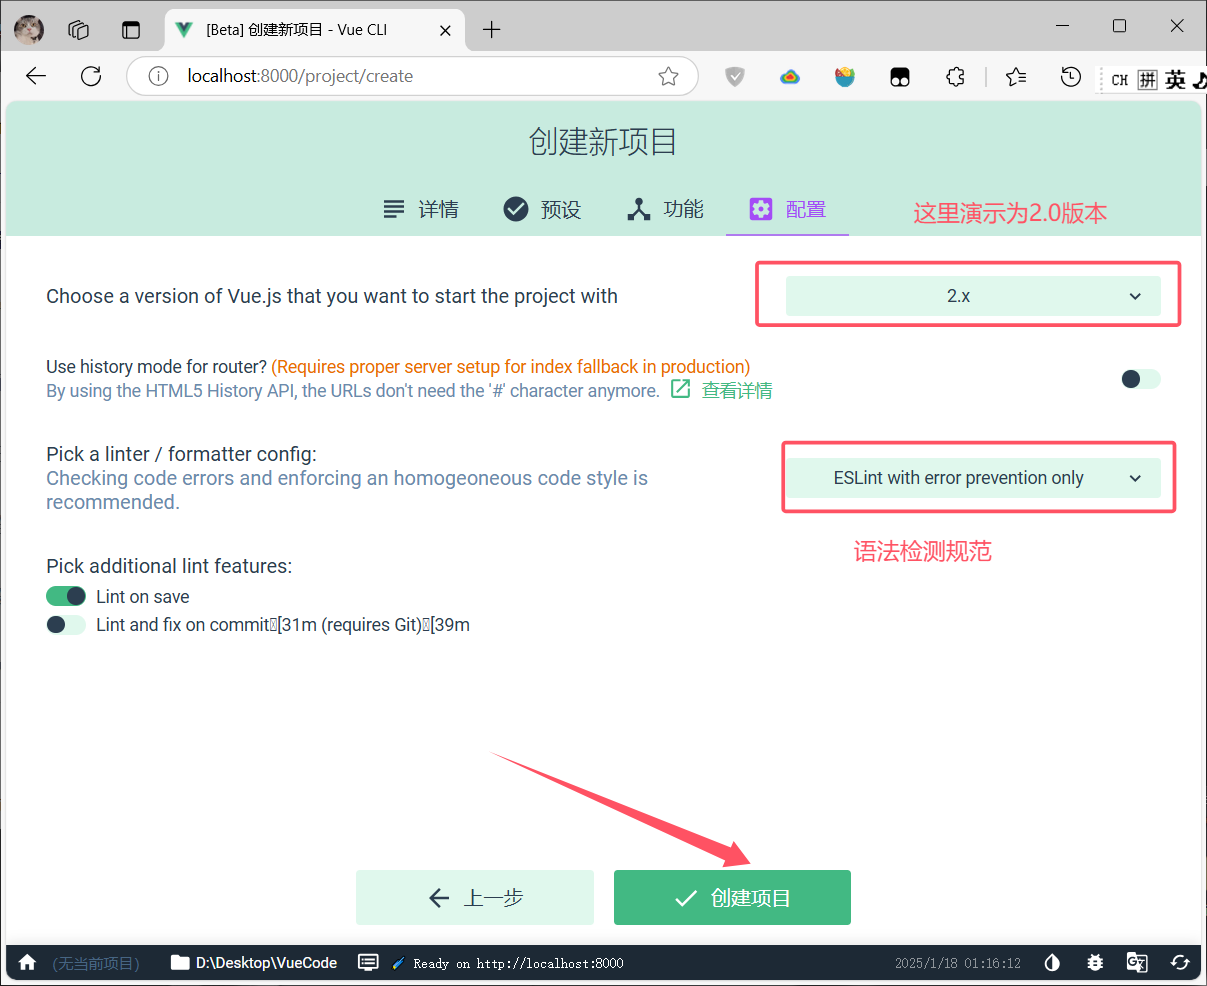 [Beta] 创建新项目 - Vue CLI
localhost:8000/project/create
CH 拼 英
创建新项目
详情 预设 功能 配置 这里演示为2.0版本
Choose a version of Vue.js that you want to start the project with 2.x
Use history mode for router? (Requires proper server setup for index fallback in production)
By using the HTML5 History API, the URLs don't need the '#' character anymore. 查看详情
Pick a linter / formatter config:
Checking code errors and enforcing an homogeoneous code style is
recommended.
ESLint with error prevention only
语法检测规范
Pick additional lint features:
Lint on save
Lint and fix on commit[31m (requires Git)[39m
上一步 创建项目
(无当前项目) D:\Desktop\VueCode Ready on http://localhost:8000 2025/1/18 01:16:12